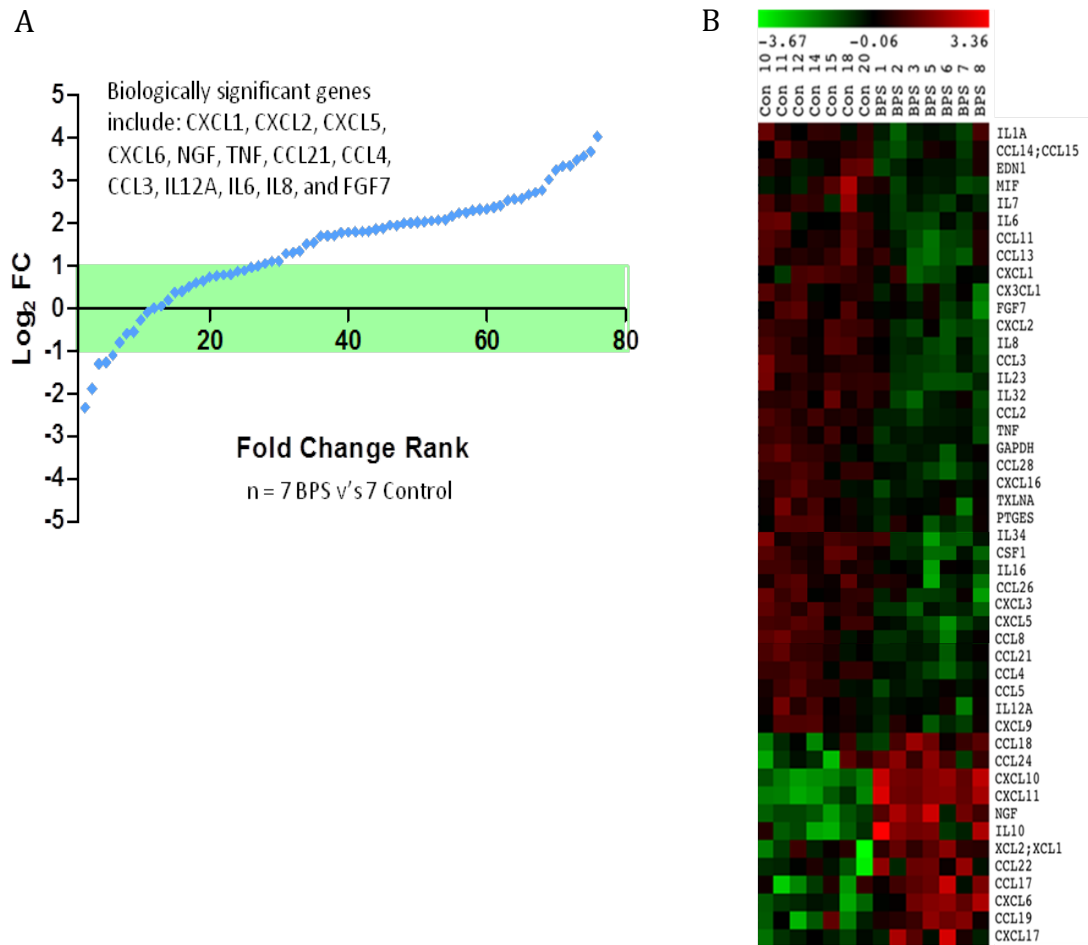 A
Biologically significant genes
include: CXCL1, CXCL2, CXCL5,
CXCL6, NGF, TNF, CCL21, CCL4,
CCL3, IL12A, IL6, IL8, and FGF7
5
4
3
2
1
0
-1
-2
-3
-4
-5
Log₂ FC
20
40
60
80
Fold Change Rank
n = 7 BPS v's 7 Control
B
-3.67 -0.06 3.36
Con 10
Con 11
Con 12
Con 14
Con 15
Con 18
Con 20
BPS 1
BPS 2
BPS 3
BPS 5
BPS 6
BPS 7
BPS 8
IL1A
CCL14;CCL15
EDN1
MIF
IL7
IL6
CCL11
CCL13
CXCL1
CX3CL1
FGF7
CXCL2
IL8
CCL3
IL23
IL32
CCL2
TNF
GAPDH
CCL28
CXCL16
TXLNA
PTGES
IL34
CSF1
IL16
CCL26
CXCL3
CXCL5
CCL8
CCL21
CCL4
CCL5
IL12A
CXCL9
CCL18
CCL24
CXCL10
CXCL11
NGF
IL10
XCL2;XCL1
CCL22
CCL17
CXCL6
CCL19
CXCL17